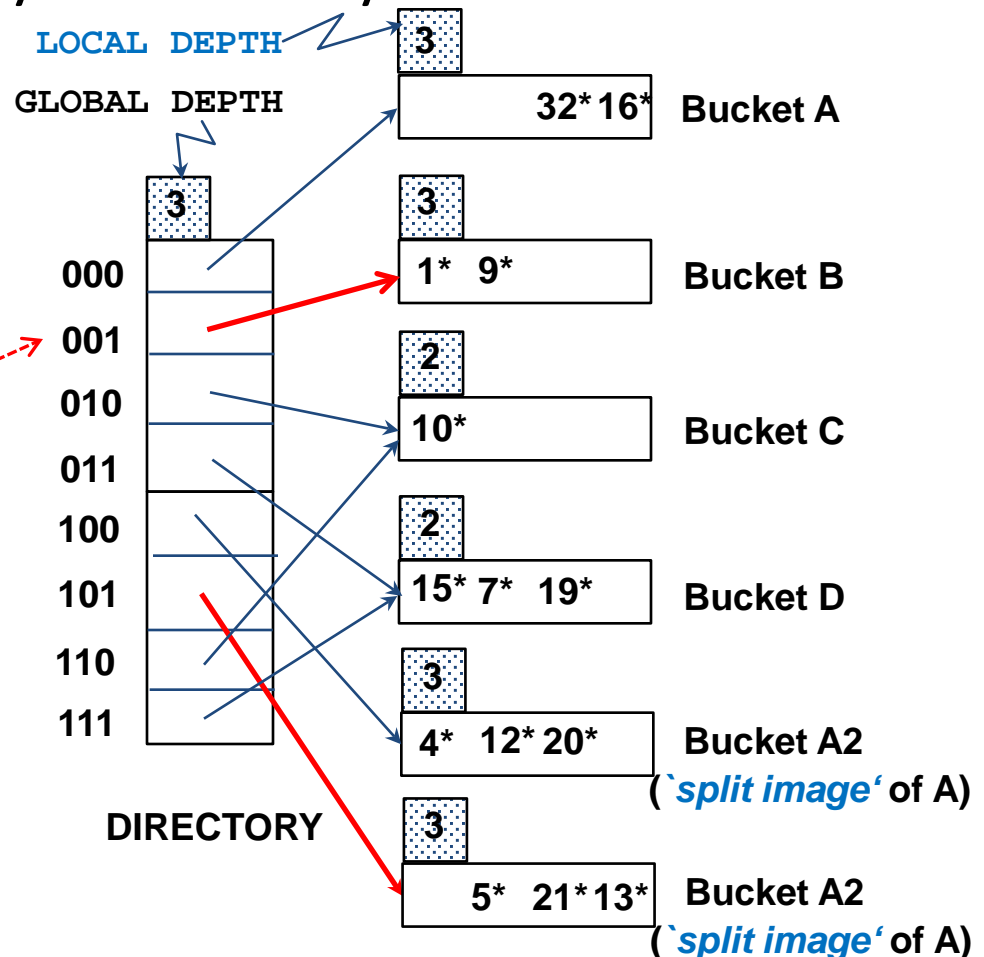 LOCAL DEPTH
3
GLOBAL DEPTH
32* 16*
Bucket A
3
3
000
1* 9*
Bucket B
001
2
010
10*
Bucket C
011
2
100
101
15* 7* 19*
Bucket D
110
3
111
4* 12* 20*
Bucket A2
(`split image' of A)
DIRECTORY
3
5* 21* 13*
Bucket A2
(`split image' of A)